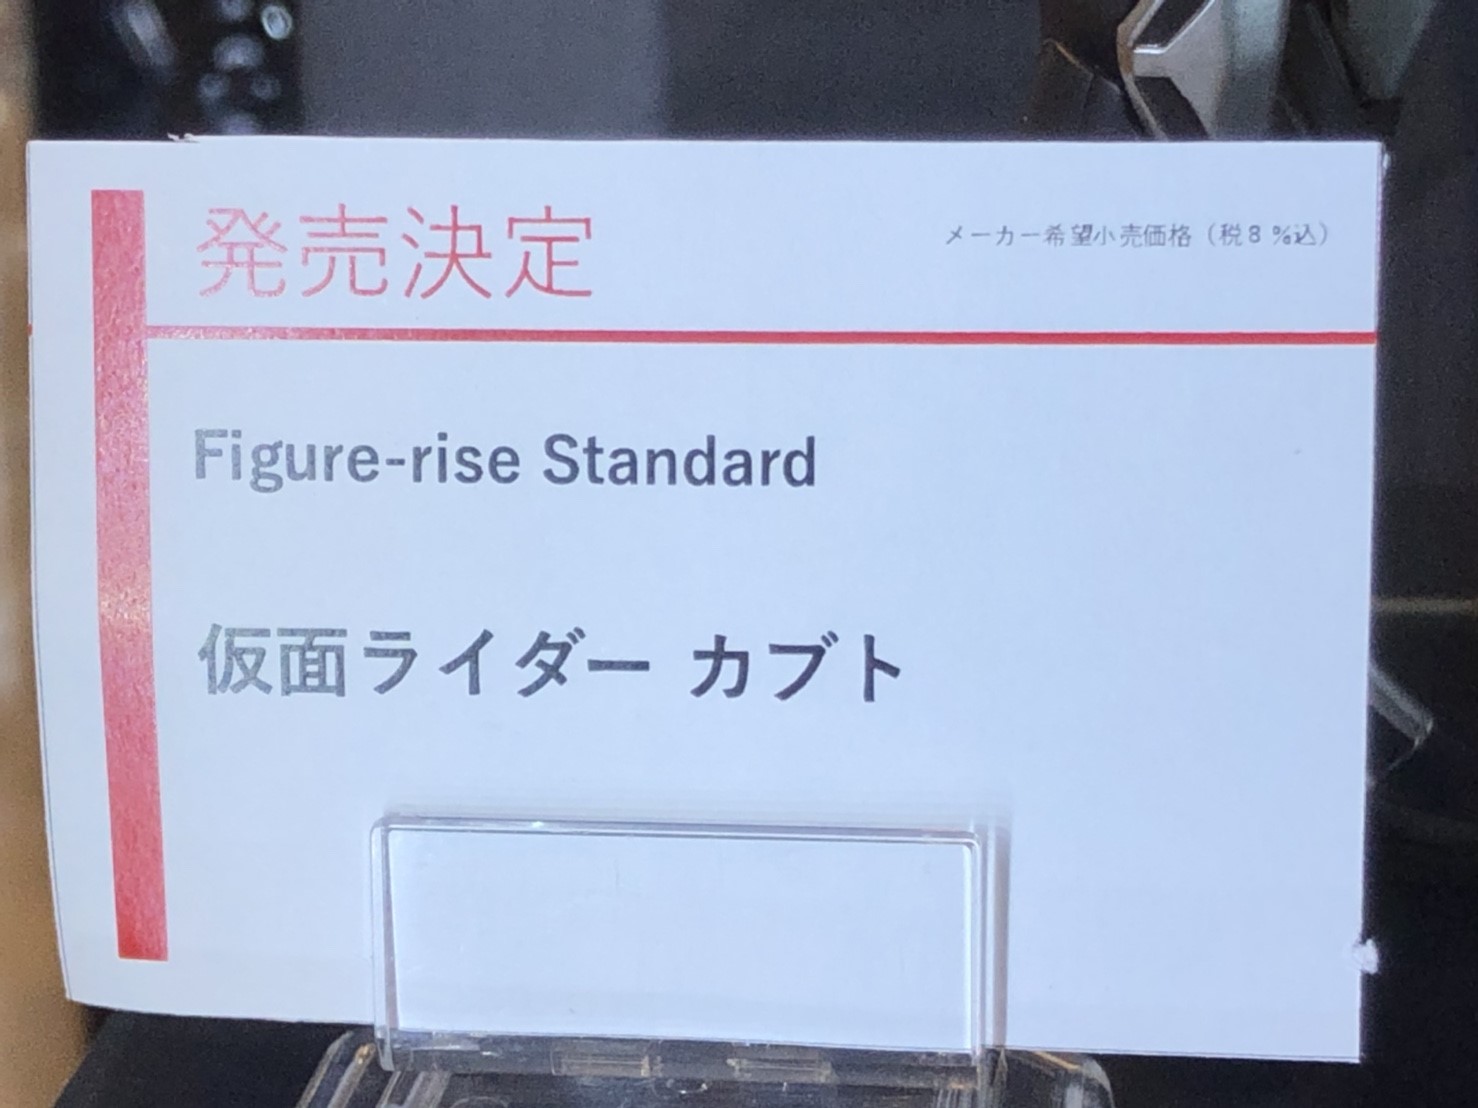 発売決定
メーカー希望小売価格（税8%込）
Figure-rise Standard
仮面ライダー カブト